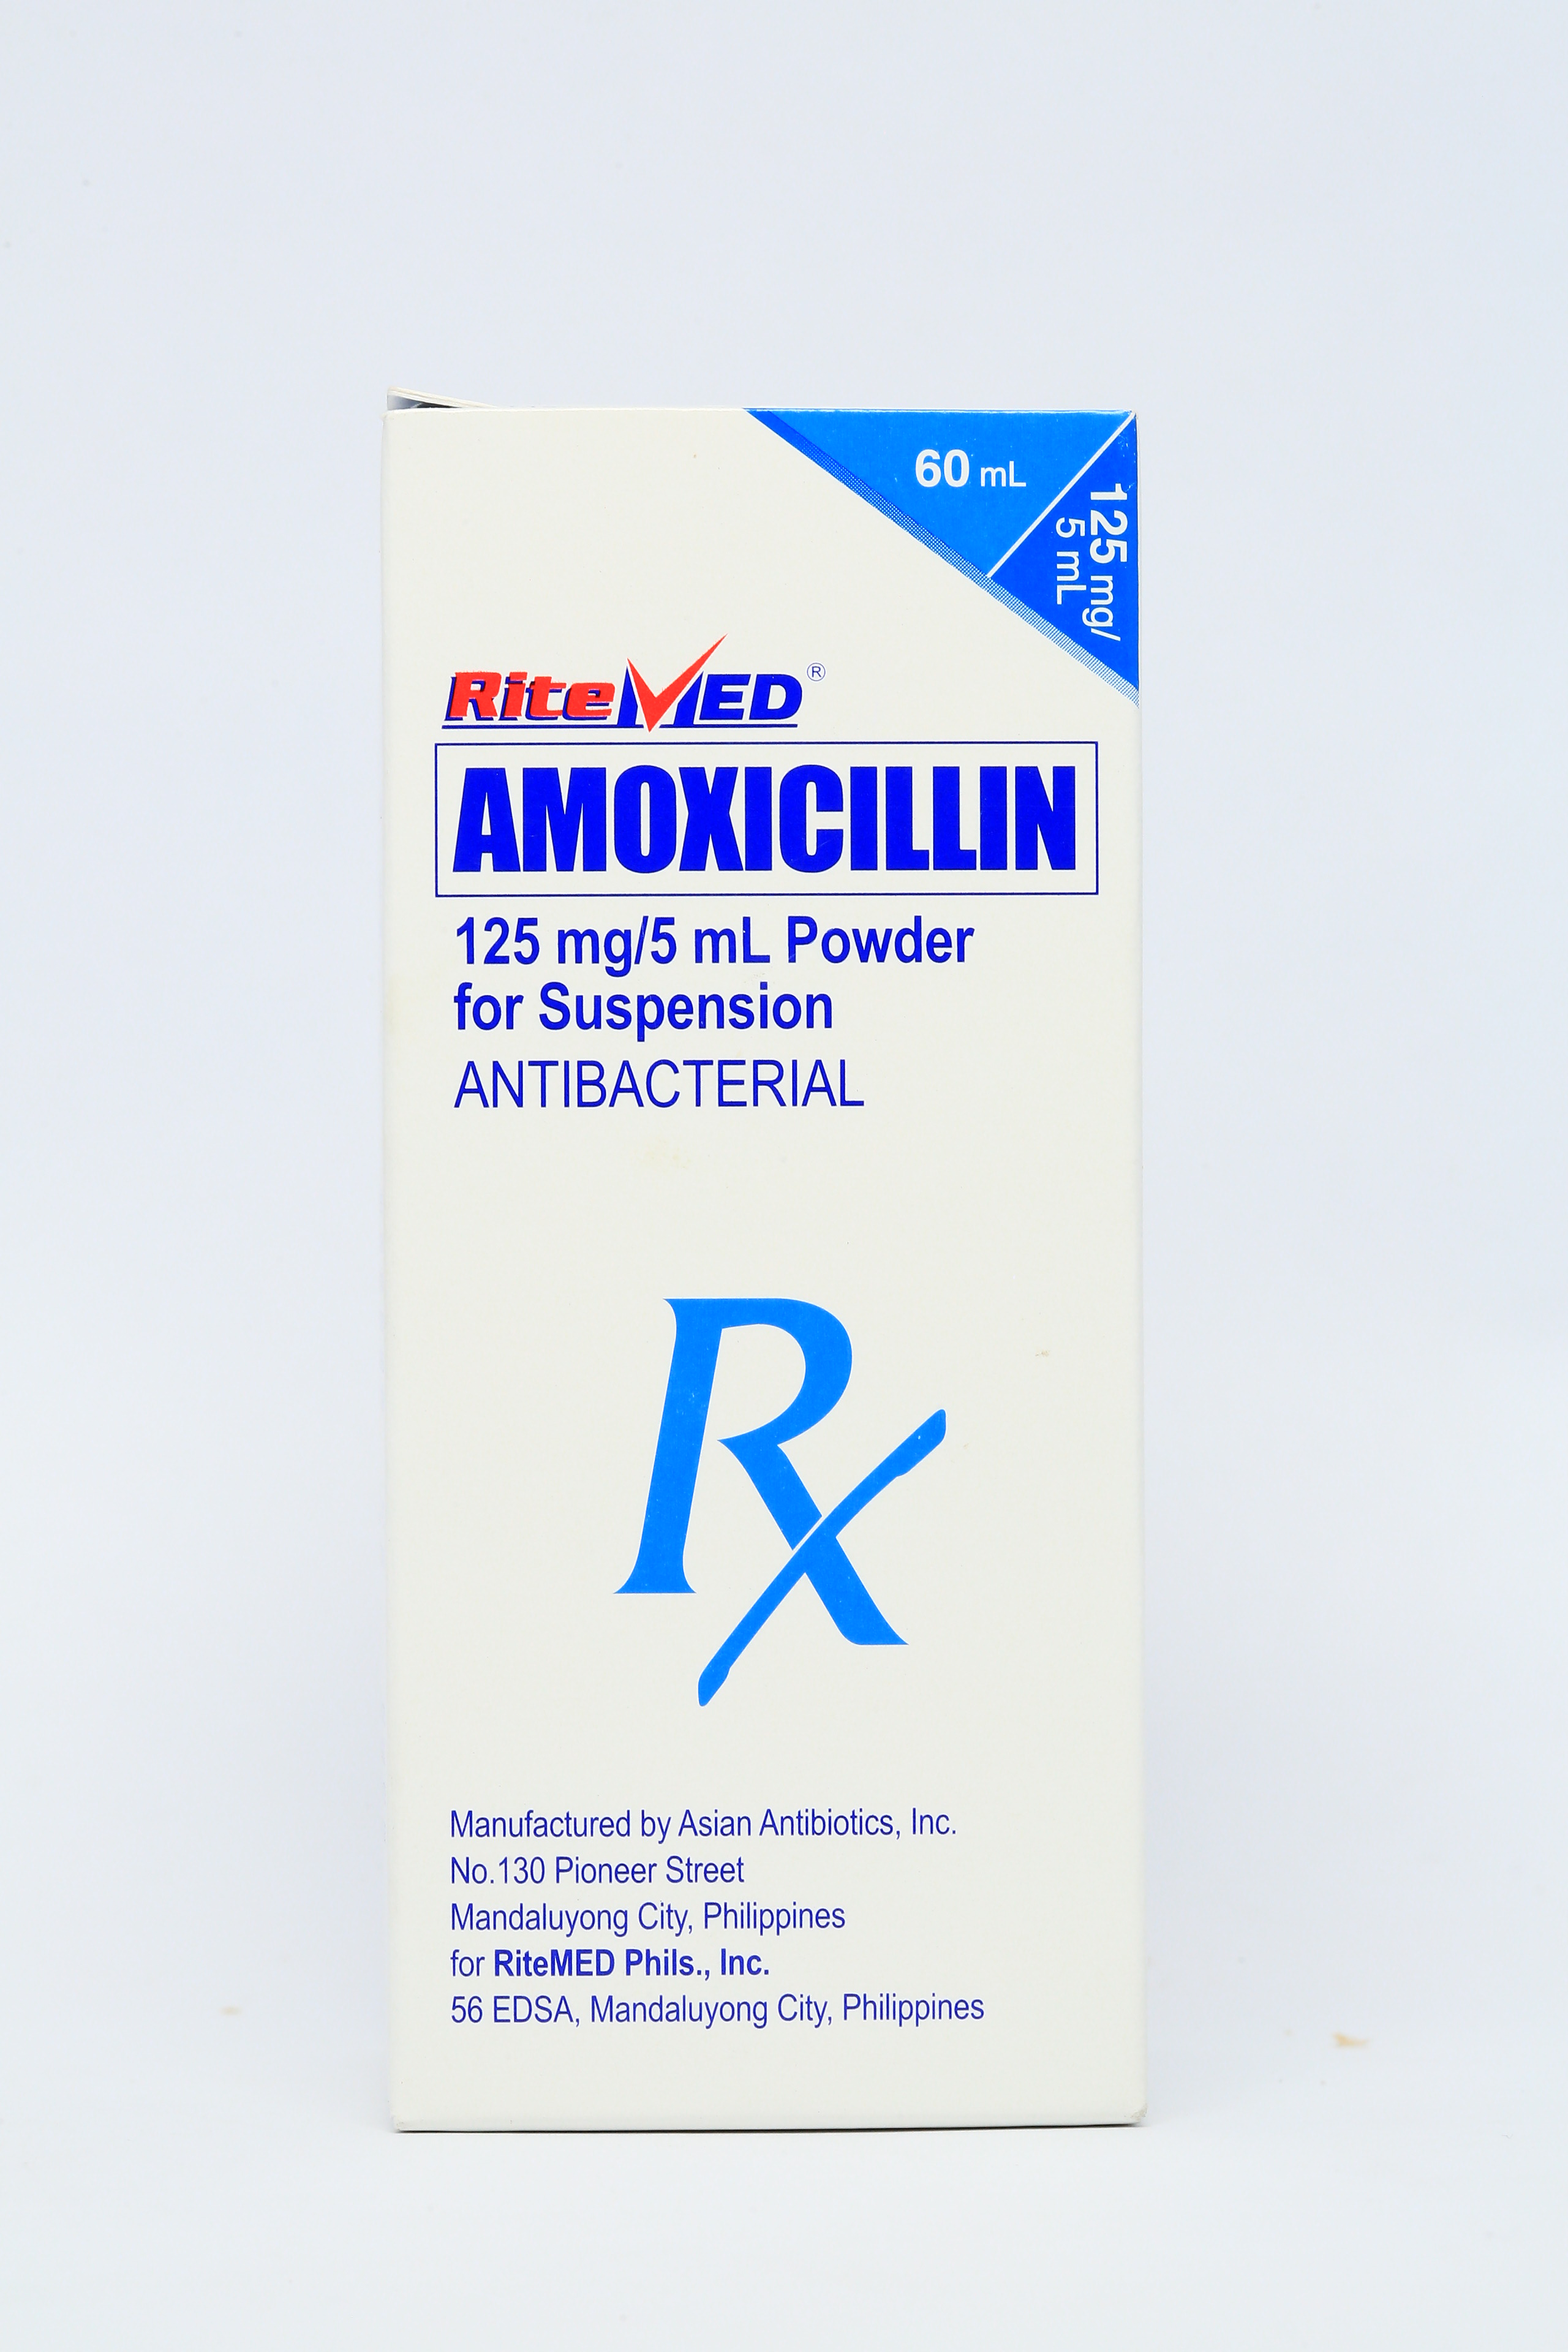 60 mL
125 mg/
5 mL
RiteMED®
AMOXICILLIN
125 mg/5 mL Powder
for Suspension
ANTIBACTERIAL
Rx
Manufactured by Asian Antibiotics, Inc.
No.130 Pioneer Street
Mandaluyong City, Philippines
for RiteMED Phils., Inc.
56 EDSA, Mandaluyong City, Philippines